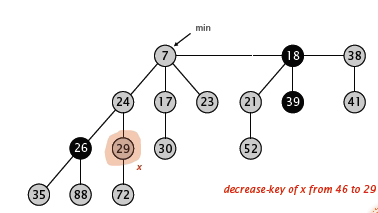 min
7 18 38
24 17 23 21 39 41
26 29 30 52
x
decrease-key of x from 46 to 29
35 88 72